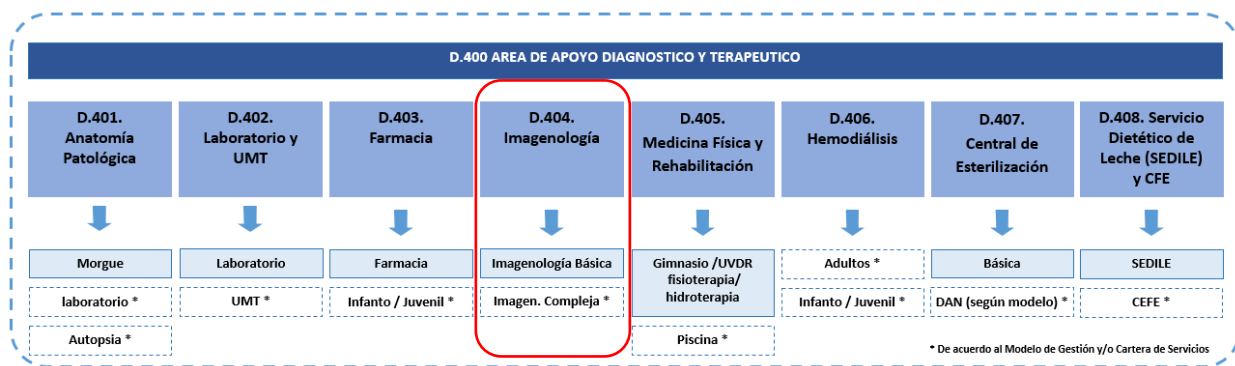 D.400 AREA DE APOYO DIAGNOSTICO Y TERAPEUTICO
D.401.
Anatomía
Patológica
D.402.
Laboratorio y
UMT
D.403.
Farmacia
D.404.
Imagenología
D.405.
Medicina Física y
Rehabilitación
D.406.
Hemodiálisis
D.407.
Central de
Esterilización
D.408. Servicio
Dietético de
Leche (SEDILE)
y CFE
Morgue
laboratorio *
Autopsia *
Laboratorio
UMT *
Farmacia
Infanto / Juvenil *
Imagenología Básica
Imagen. Compleja *
Gimnasio /UVDR
fisioterapia/
hidroterapia
Piscina *
Adultos *
Infanto / Juvenil *
Básica
DAN (según modelo) *
SEDILE
CEFE *
* De acuerdo al Modelo de Gestión y/o Cartera de Servicios